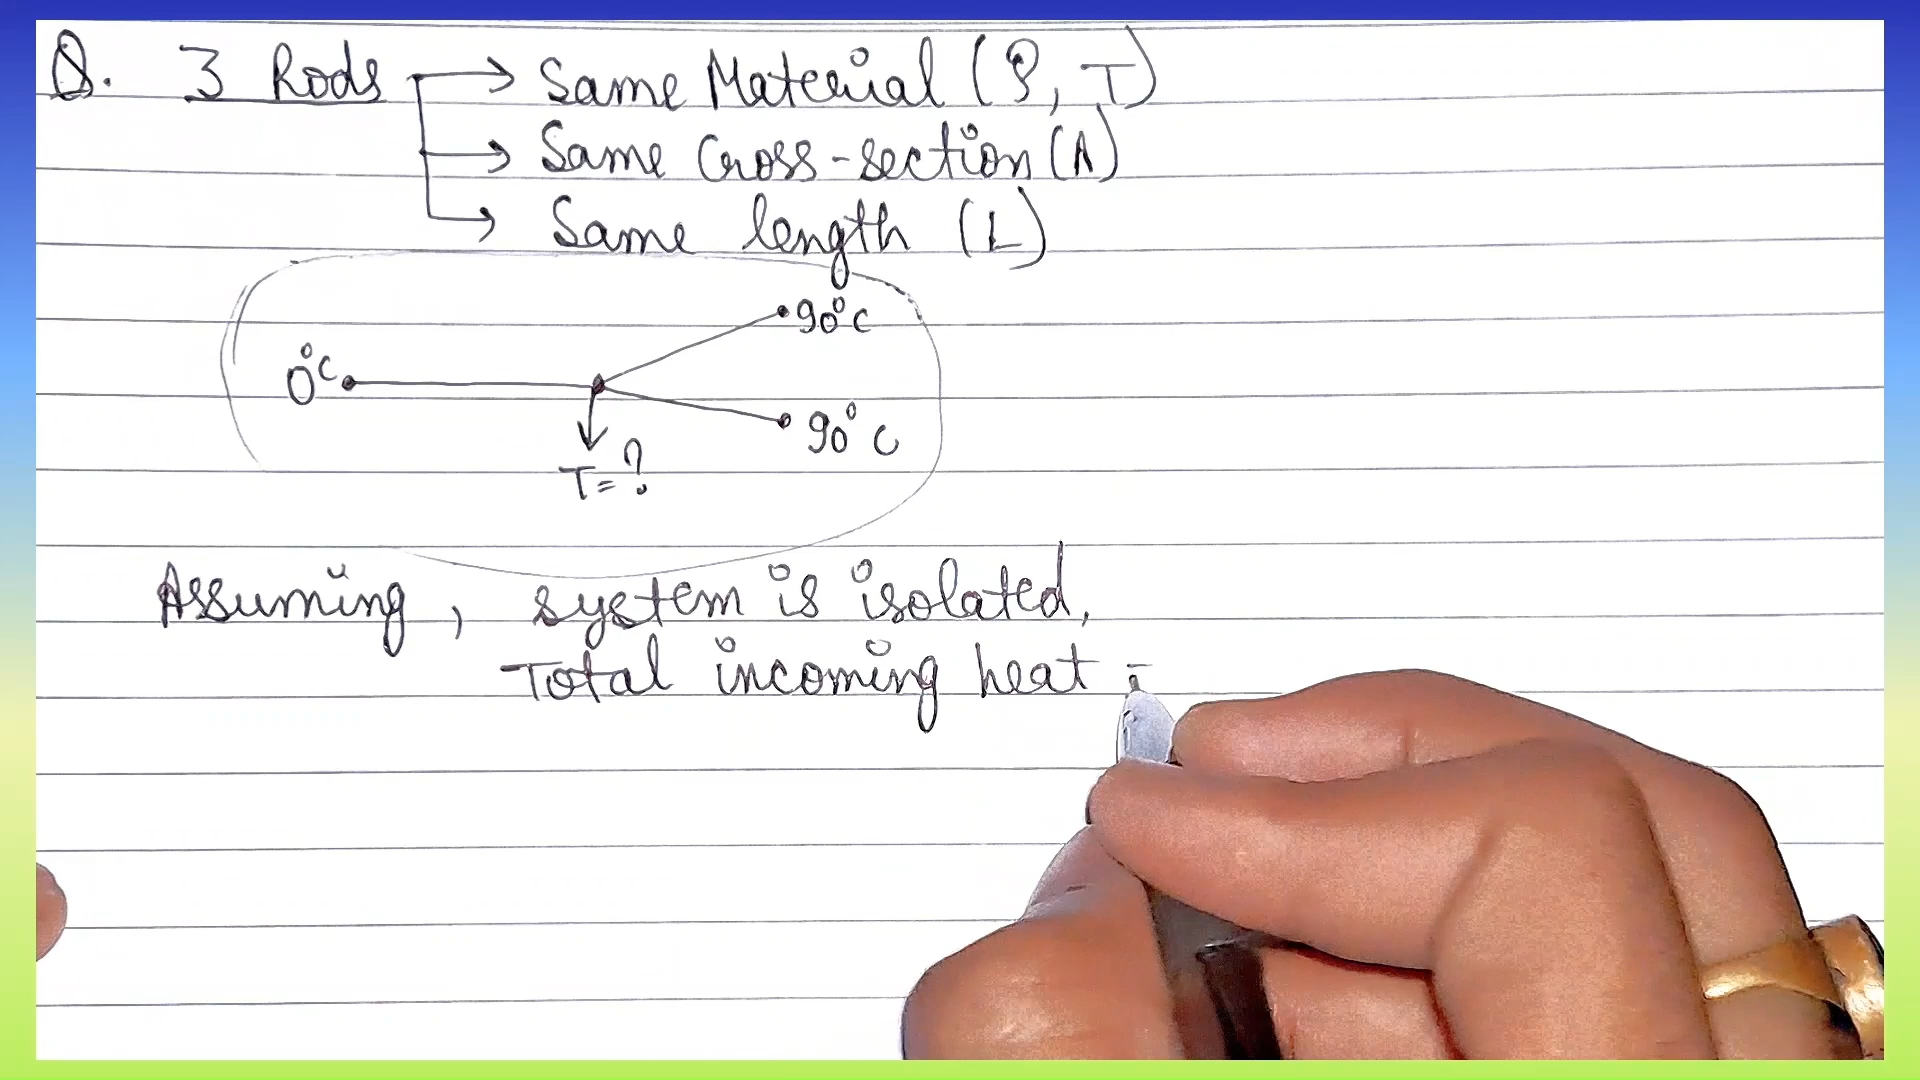 Q. 3 Rods → Same Material (ρ, T)
→ Same Cross-section (A)
→ Same length (L)
90°C
0°C
90°C
T = ?
Assuming, system is isolated,
Total incoming heat =